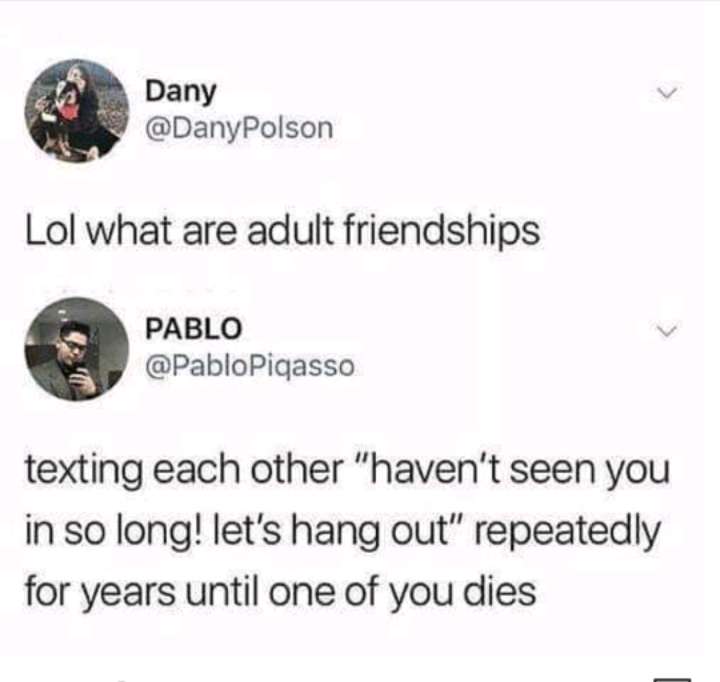 Dany
@DanyPolson
Lol what are adult friendships
PABLO
@PabloPiqasso
texting each other "haven't seen you
in so long! let's hang out" repeatedly
for years until one of you dies